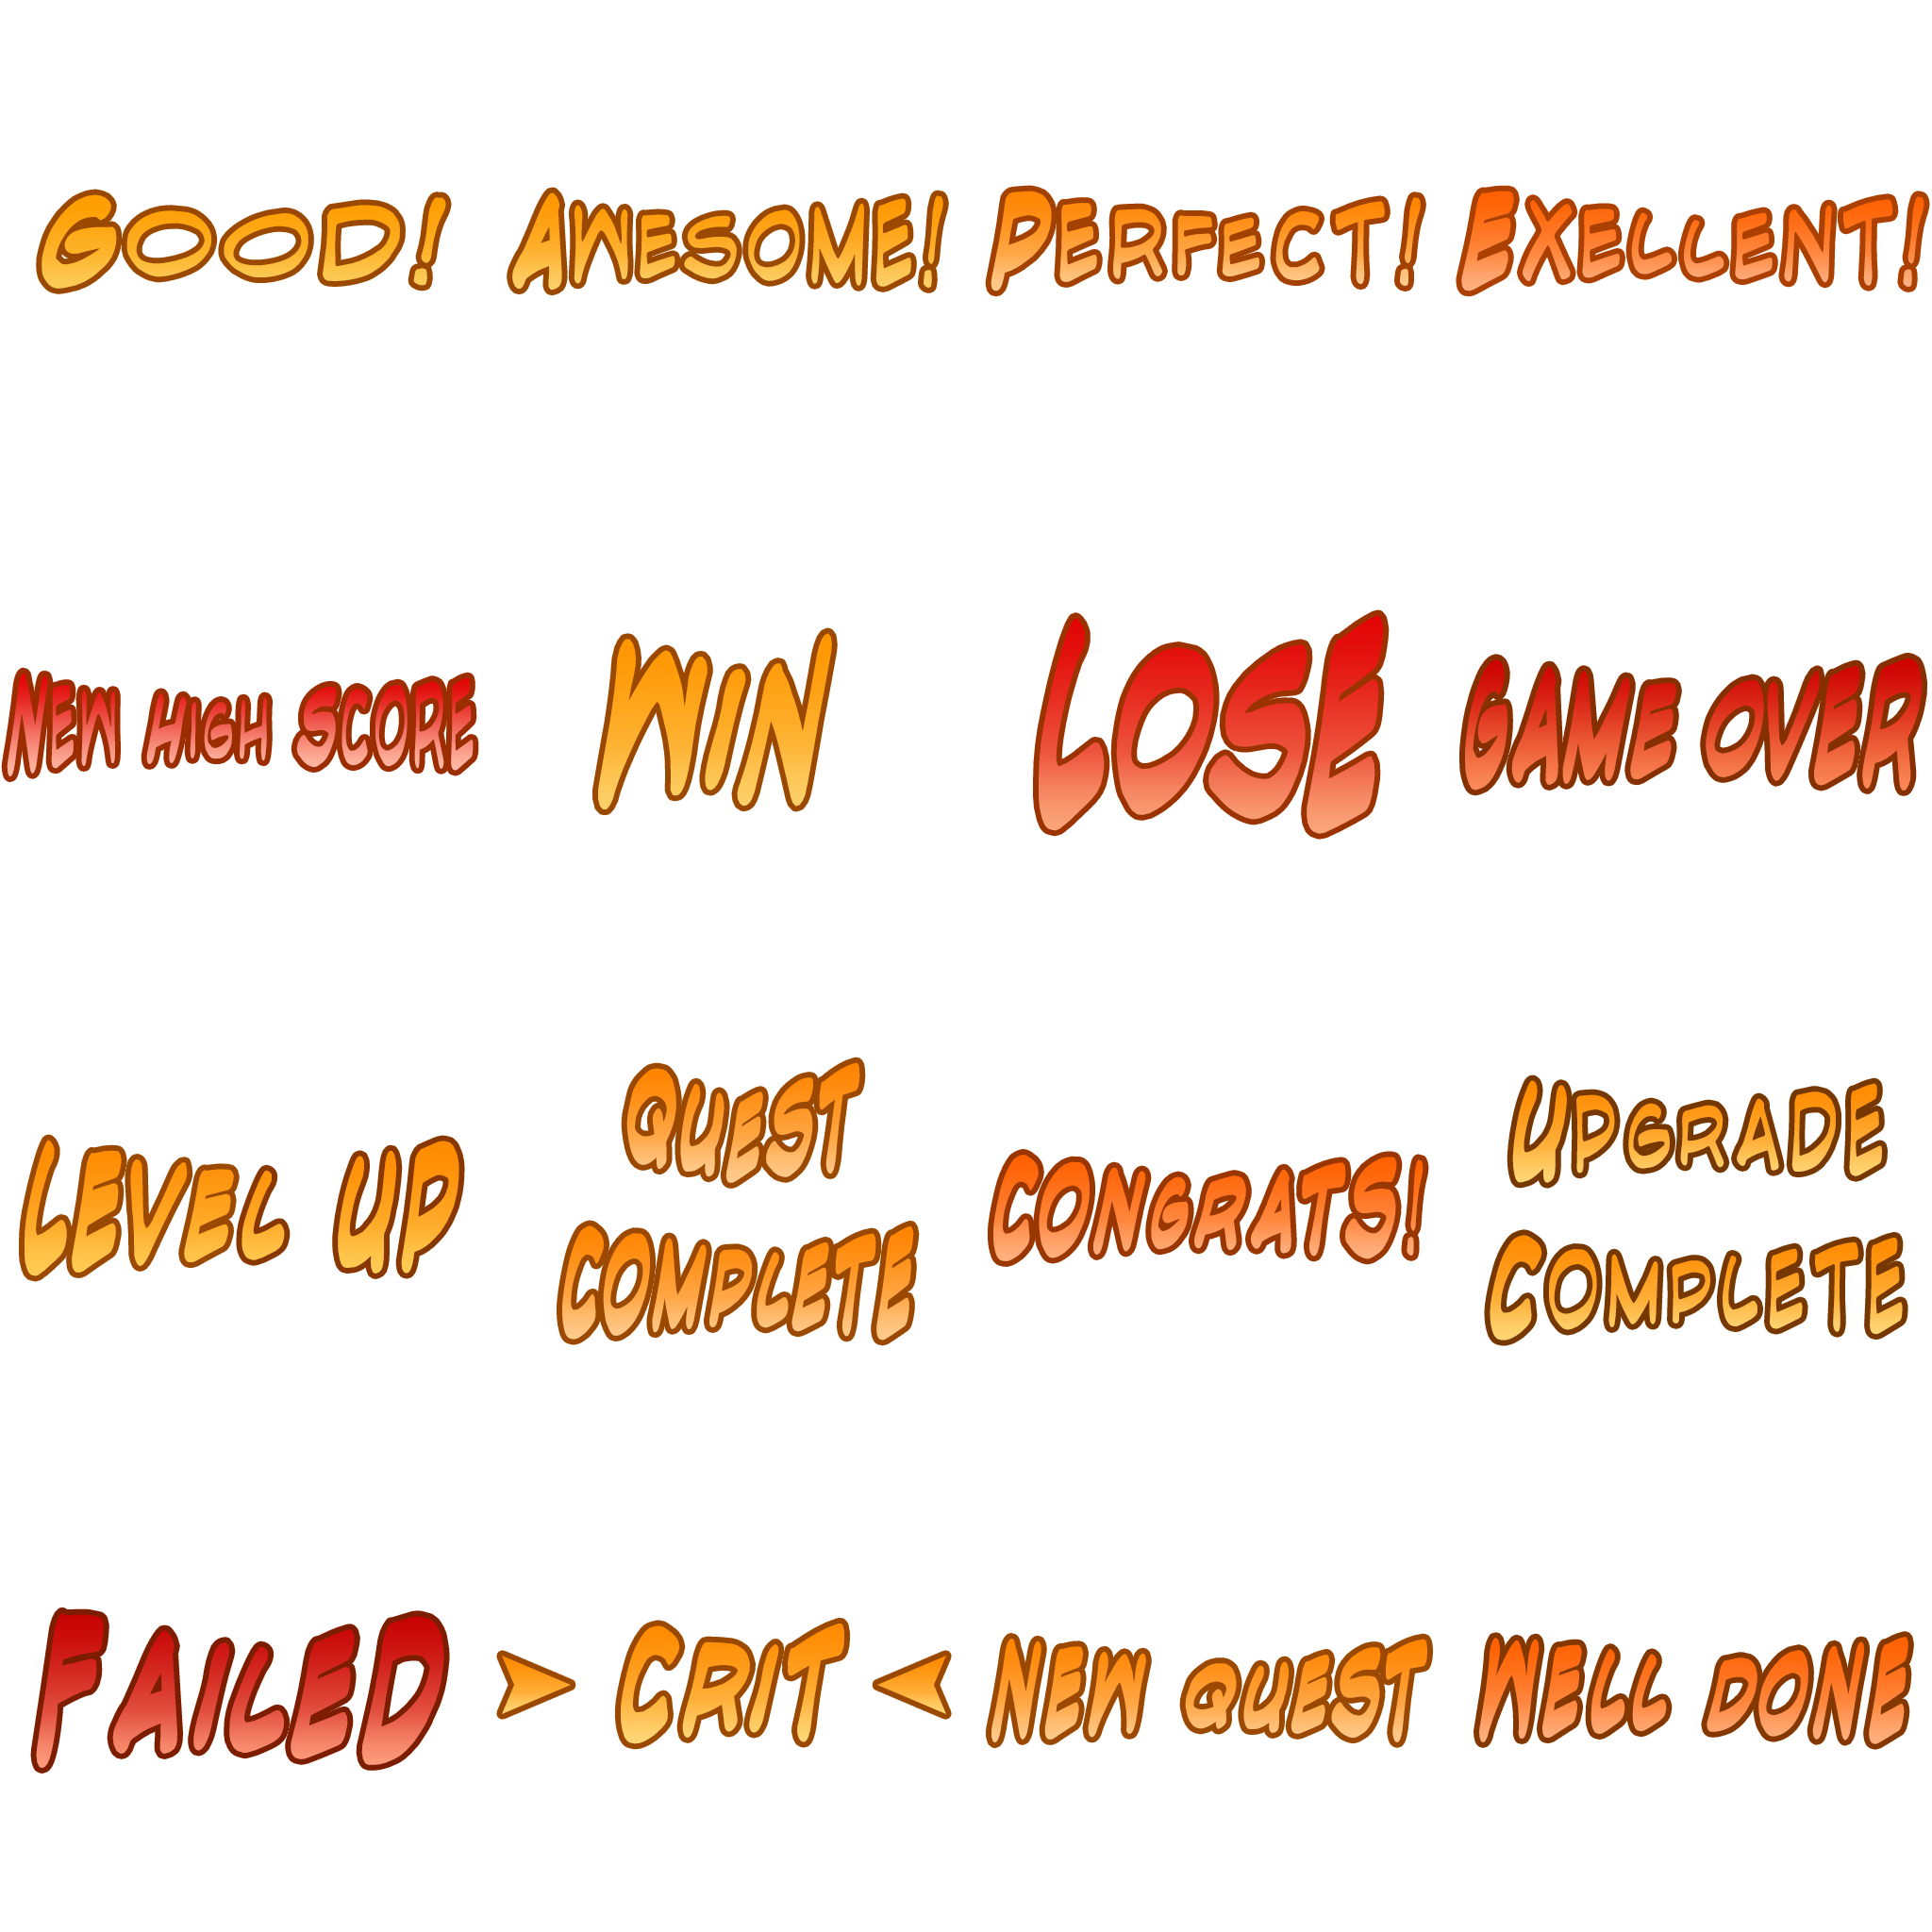 Good!
Awesome!
Perfect!
Exellent!
New high SCORE
WIN
LOSE
GAME OVER
Level UP
QUEST
COMPLETE
CONGRATS!
UPGRADE
COMPLETE
FAILED
> CRIT <
NEW QUEST
WELL DONE